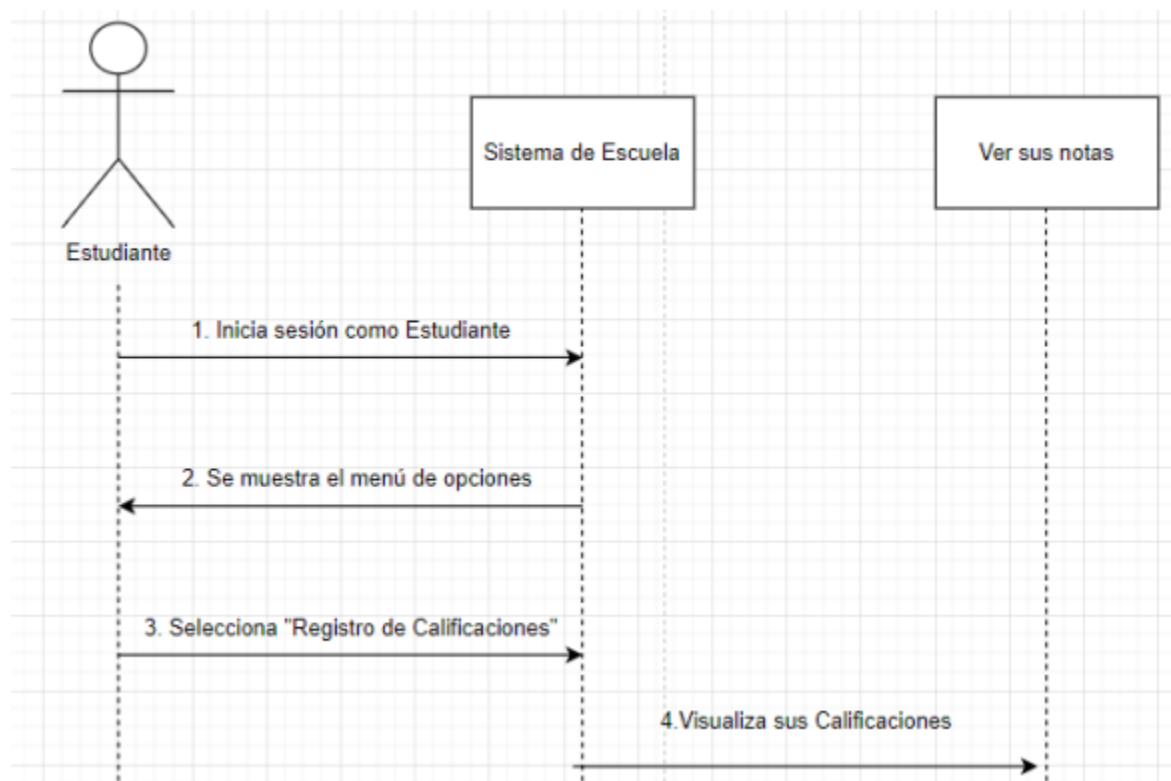 Sistema de Escuela
Ver sus notas
Estudiante
1. Inicia sesión como Estudiante
2. Se muestra el menú de opciones
3. Selecciona "Registro de Calificaciones"
4.Visualiza sus Calificaciones